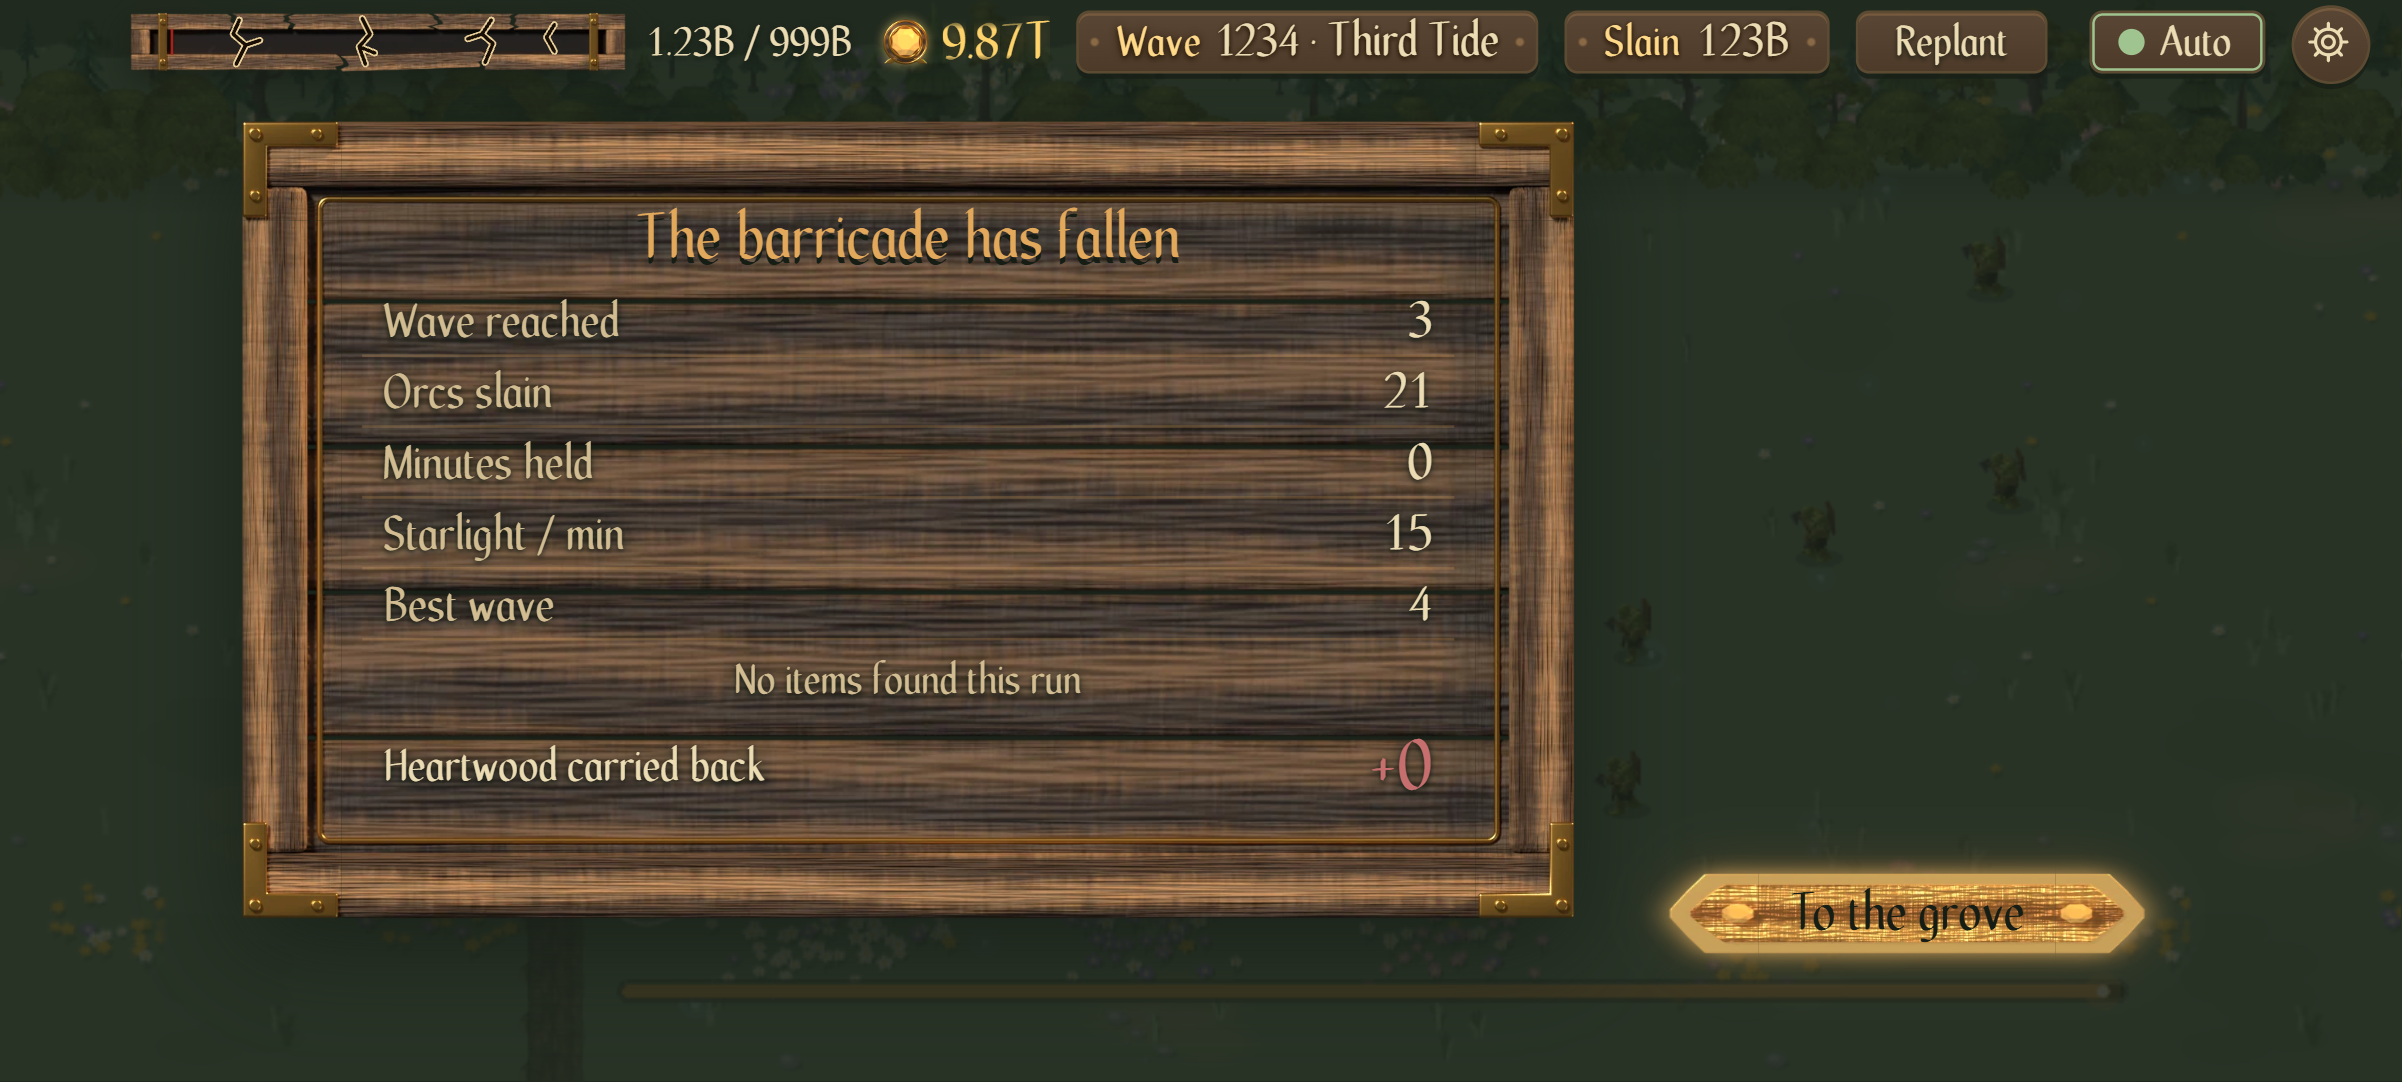 1.23B / 999B 9.87T Wave 1234 · Third Tide Slain 123B Replant Auto
The barricade has fallen
Wave reached 3
Orcs slain 21
Minutes held 0
Starlight / min 15
Best wave 4
No items found this run
Heartwood carried back +0
To the grove